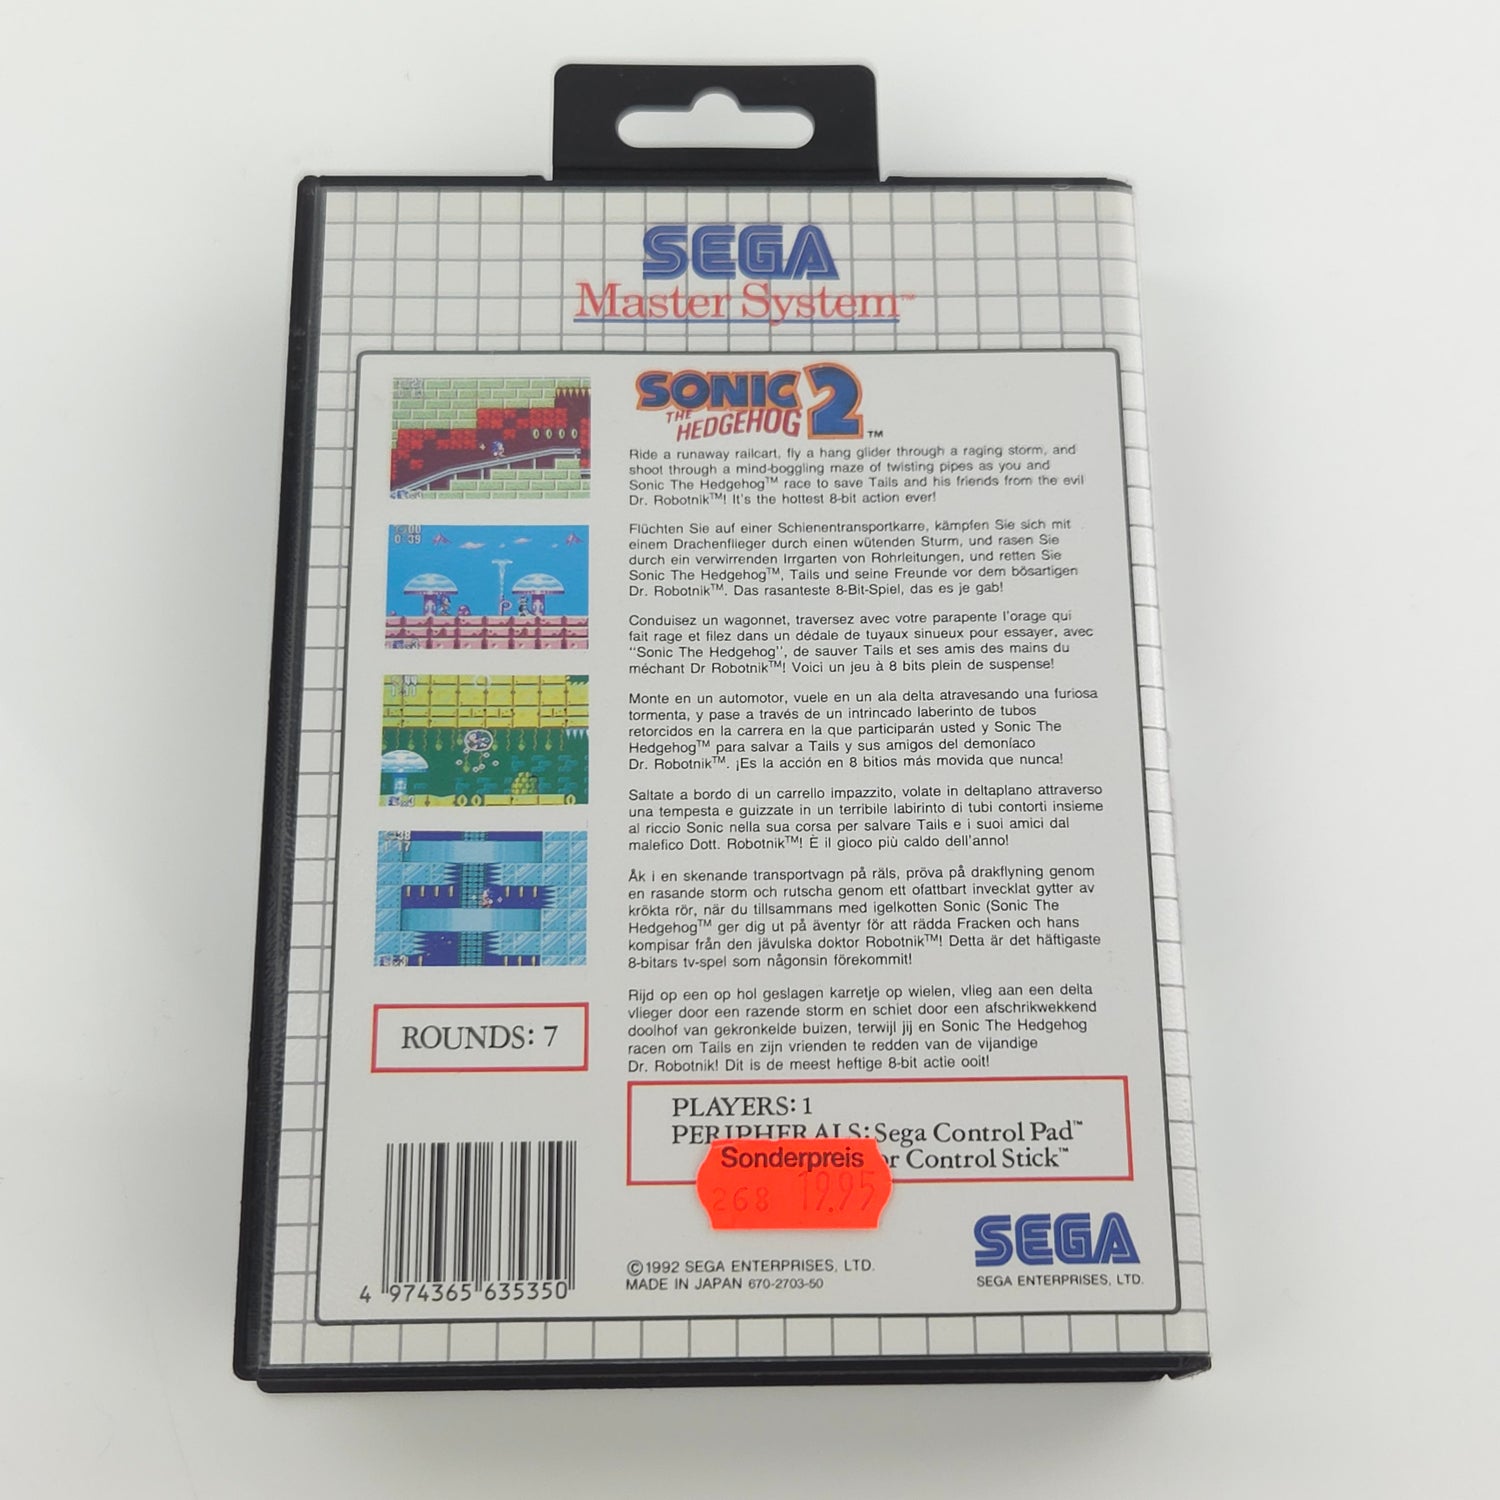 SEGA
Master System™
SONIC 2
THE HEDGEHOG ™
Ride a runaway railcart, fly a hang glider through a raging storm, and
shoot through a mind-boggling maze of twisting pipes as you and
Sonic The Hedgehog™ race to save Tails and his friends from the evil
Dr. Robotnik™! It's the hottest 8-bit action ever!
Flüchten Sie auf einer Schienentransportkarre, kämpfen Sie sich mit
einem Drachenflieger durch einen wütenden Sturm, und rasen Sie
durch ein verwirrenden Irrgarten von Rohrleitungen, und retten Sie
Sonic The Hedgehog™, Tails und seine Freunde vor dem bösartigen
Dr. Robotnik™. Das rasanteste 8-Bit-Spiel, das es je gab!
Conduisez un wagonnet, traversez avec votre parapente l'orage qui
fait rage et filez dans un dédale de tuyaux sinueux pour essayer, avec
"Sonic The Hedgehog", de sauver Tails et ses amis des mains du
méchant Dr Robotnik™! Voici un jeu à 8 bits plein de suspense!
Monte en un automotor, vuele en un ala delta atravesando una furiosa
tormenta, y pase a través de un intrincado laberinto de tubos
retorcidos en la carrera en la que participarán usted y Sonic The
Hedgehog™ para salvar a Tails y sus amigos del demoníaco
Dr. Robotnik™. ¡Es la acción en 8 bitios más movida que nunca!
Saltate a bordo di un carrello impazzito, volate in deltaplano attraverso
una tempesta e guizzate in un terribile labirinto di tubi contorti insieme
al riccio Sonic nella sua corsa per salvare Tails e i suoi amici dal
malefico Dott. Robotnik™! È il gioco più caldo dell'anno!
Åk i en skenande transportvagn på räls, pröva på drakflyning genom
en rasande storm och rutscha genom ett ofattbart invecklat gytter av
krökta rör, när du tillsammans med igelkotten Sonic (Sonic The
Hedgehog™ ger dig ut på äventyr för att rädda Fracken och hans
kompisar från den jävulska doktor Robotnik™! Detta är det häftigaste
8-bitars tv-spel som någonsin förekommit!
Rijd op een op hol geslagen karretje op wielen, vlieg aan een delta
vlieger door een razende storm en schiet door een afschrikwekkend
doolhof van gekronkelde buizen, terwijl jij en Sonic The Hedgehog
racen om Tails en zijn vrienden te redden van de vijandige
Dr. Robotnik! Dit is de meest heftige 8-bit actie ooit!
ROUNDS: 7
PLAYERS: 1
PERIPHERALS: Sega Control Pad™
or Control Stick™
Sonderpreis
268 19.95
4 974365 635350
©1992 SEGA ENTERPRISES, LTD.
MADE IN JAPAN 670-2703-50
SEGA
SEGA ENTERPRISES, LTD.